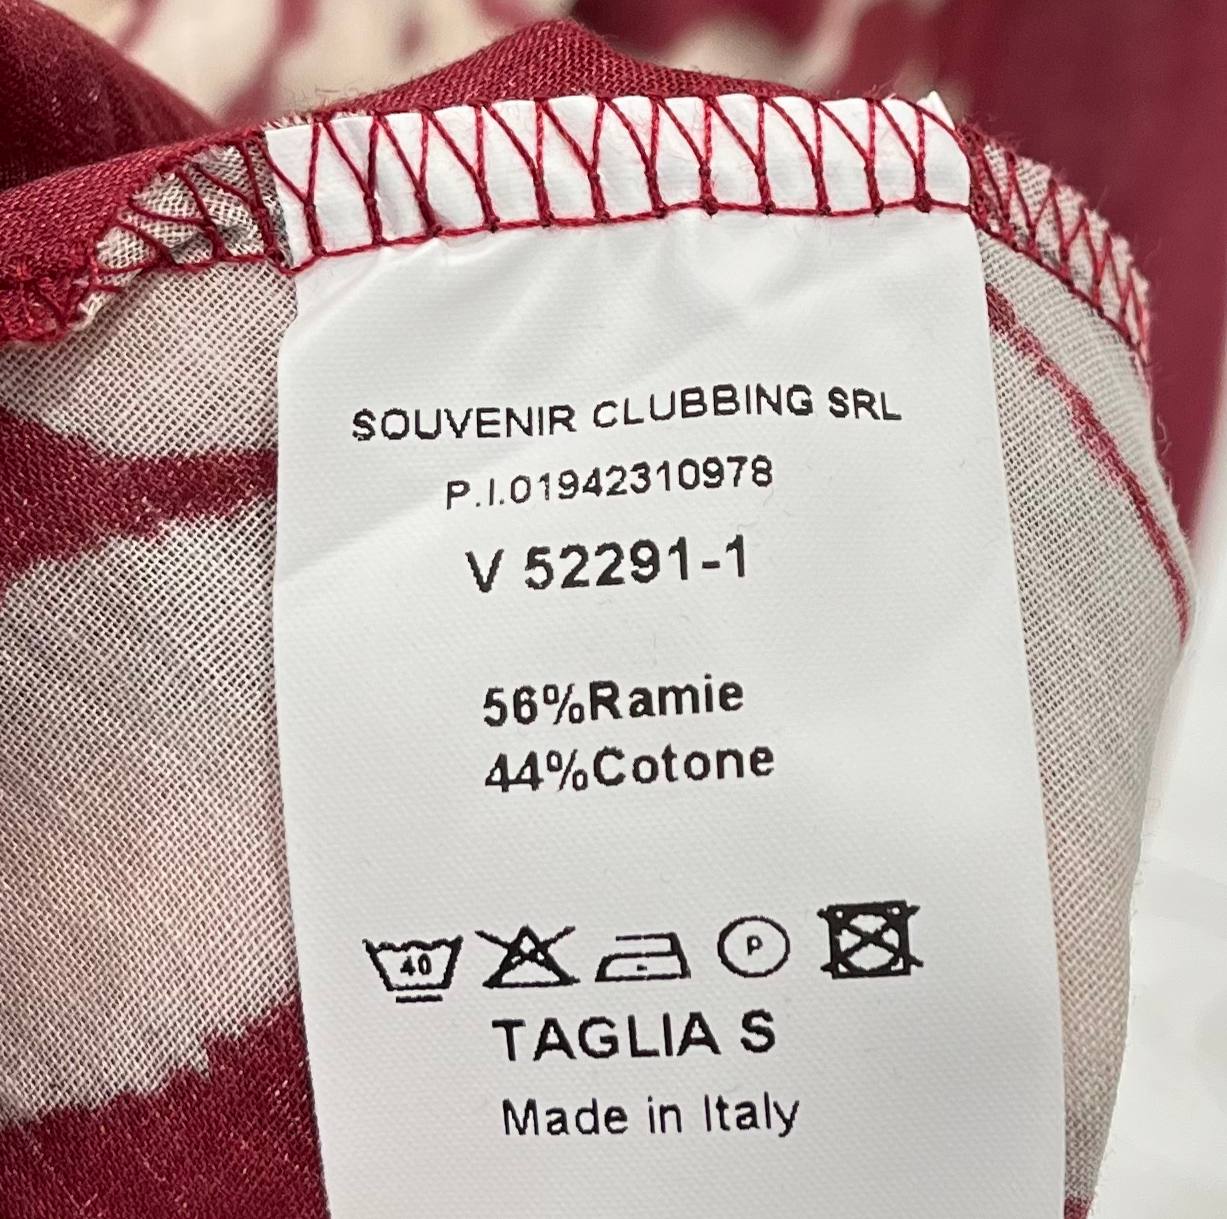 SOUVENIR CLUBBING SRL
P.I.01942310978
V 52291-1
56%Ramie
44%Cotone
40
P
TAGLIA S
Made in Italy